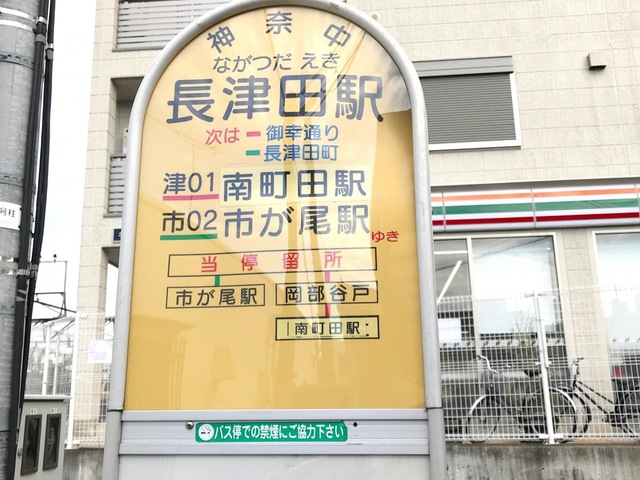 神奈中
ながつだ えき
長津田駅
次は 御幸通り
長津田町
津01 南町田駅
市02 市が尾駅 ゆき
当停留所
市が尾駅 岡部谷戸
南町田駅
バス停での禁煙にご協力下さい